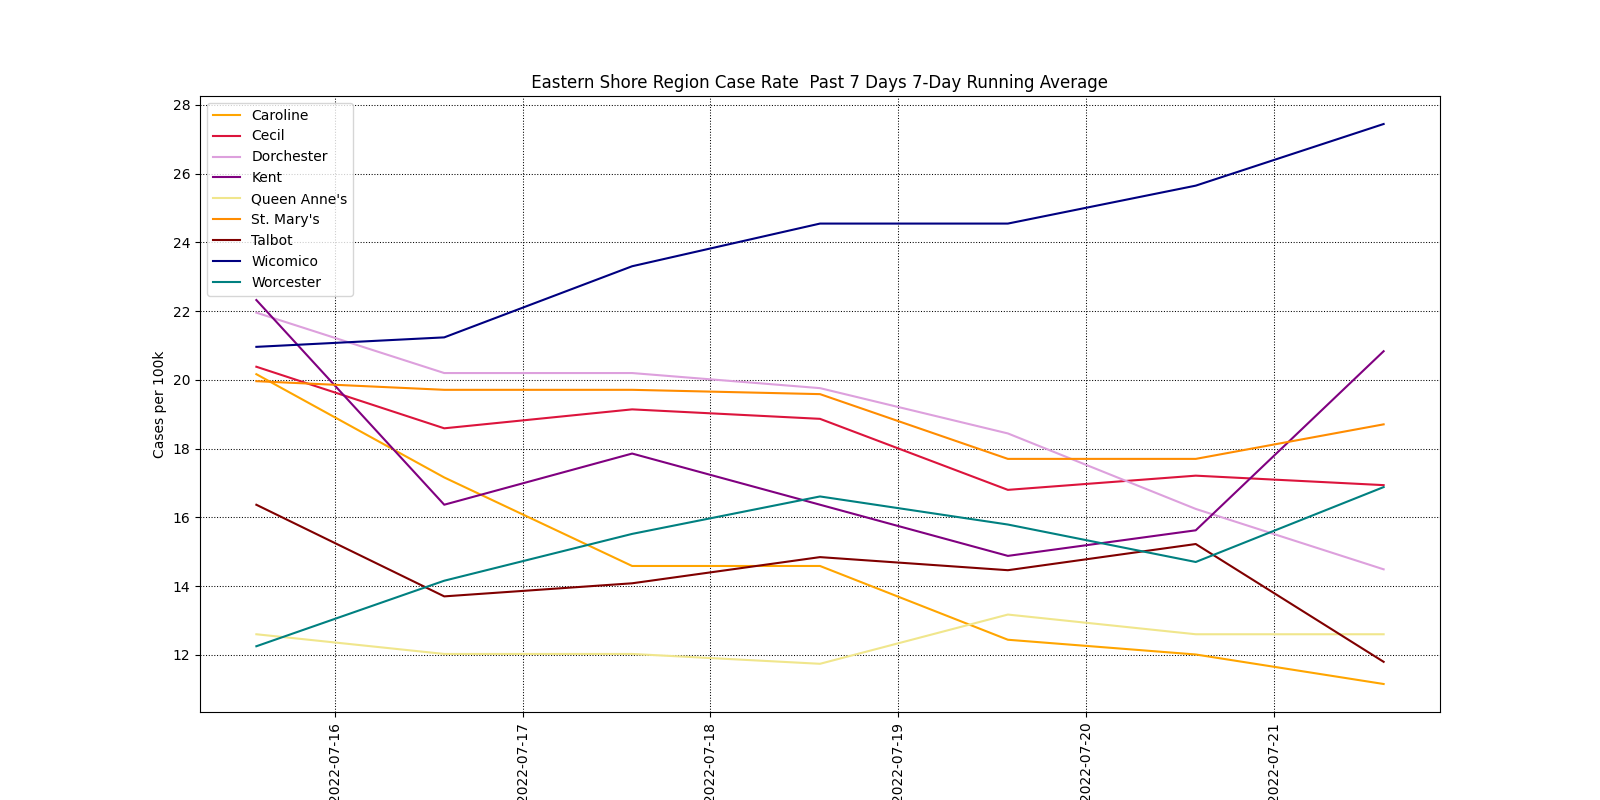 Eastern Shore Region Case Rate  Past 7 Days 7-Day Running Average
28
26
24
22
20
18
16
14
12
Cases per 100k
Caroline
Cecil
Dorchester
Kent
Queen Anne's
St. Mary's
Talbot
Wicomico
Worcester
2022-07-16
2022-07-17
2022-07-18
2022-07-19
2022-07-20
2022-07-21